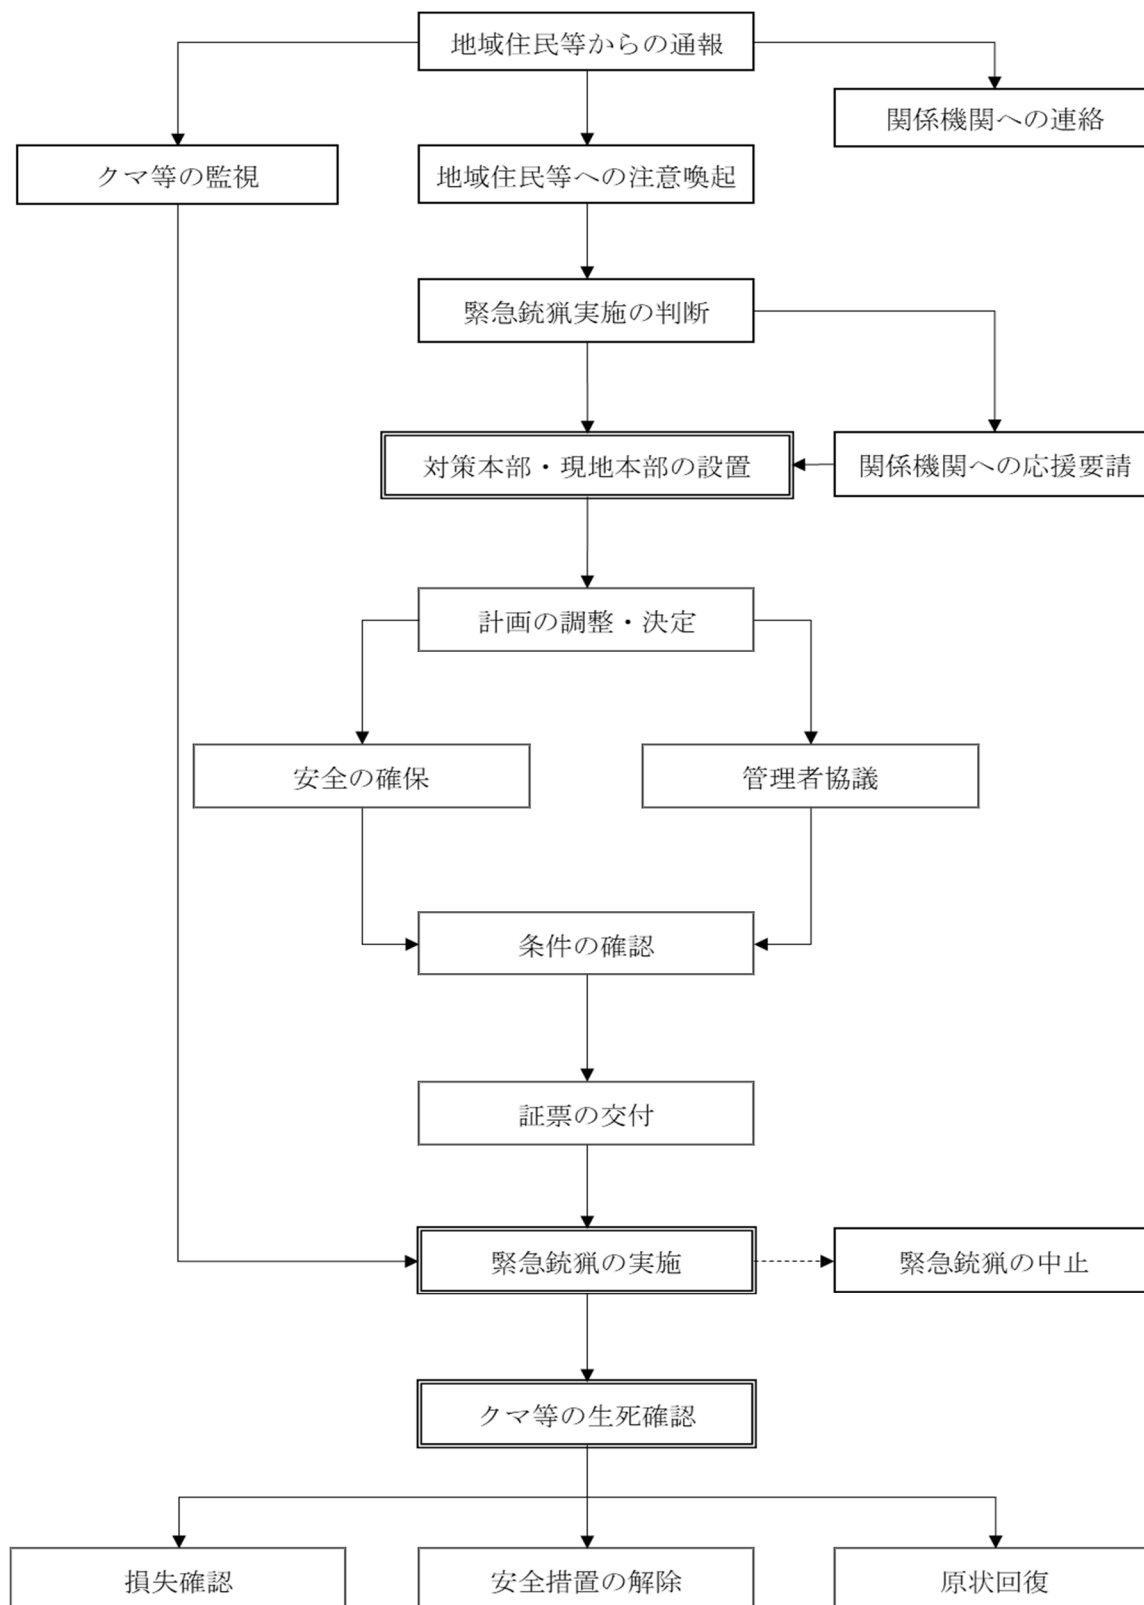 地域住民等からの通報
関係機関への連絡
クマ等の監視
地域住民等への注意喚起
緊急銃猟実施の判断
対策本部・現地本部の設置
関係機関への応援要請
計画の調整・決定
安全の確保
管理者協議
条件の確認
証票の交付
緊急銃猟の実施
緊急銃猟の中止
クマ等の生死確認
損失確認
安全措置の解除
原状回復